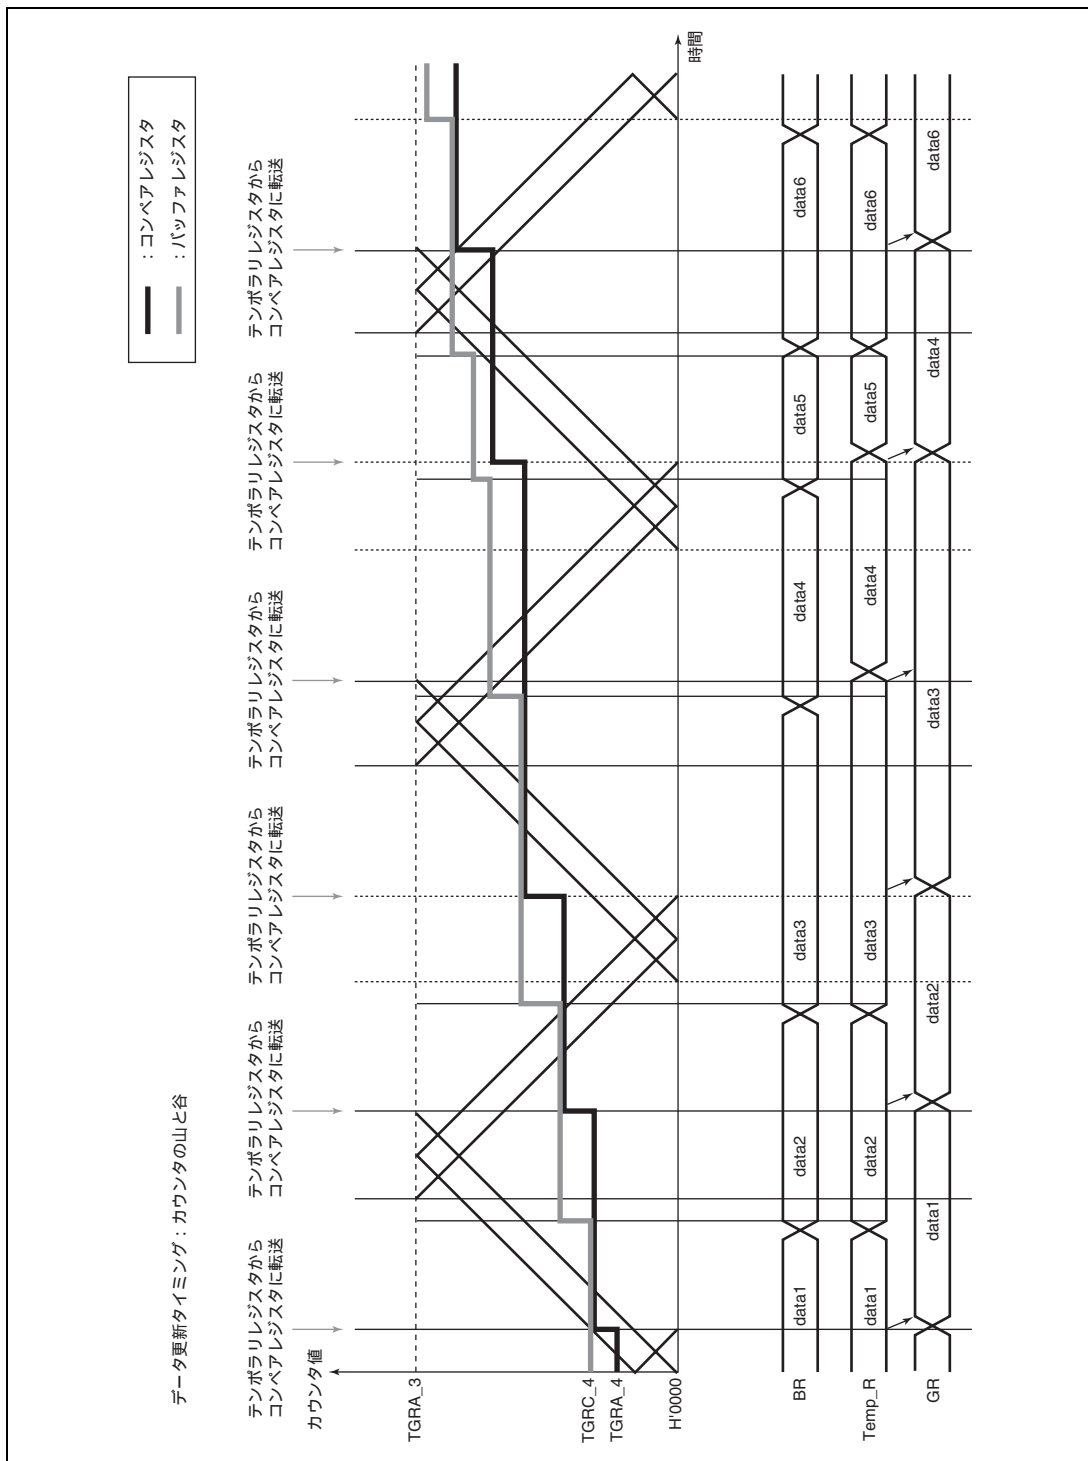 データ更新タイミング：カウンタの山と谷
：コンペアレジスタ
：バッファレジスタ
テンポラリレジスタから
コンペアレジスタに転送
テンポラリレジスタから
コンペアレジスタに転送
テンポラリレジスタから
コンペアレジスタに転送
テンポラリレジスタから
コンペアレジスタに転送
テンポラリレジスタから
コンペアレジスタに転送
テンポラリレジスタから
コンペアレジスタに転送
カウンタ値
TGRA_3
TGRC_4
TGRA_4
H'0000
時間
BR
data1
data2
data3
data4
data5
data6
Temp_R
data1
data2
data3
data4
data5
data6
GR
data1
data2
data3
data4
data6